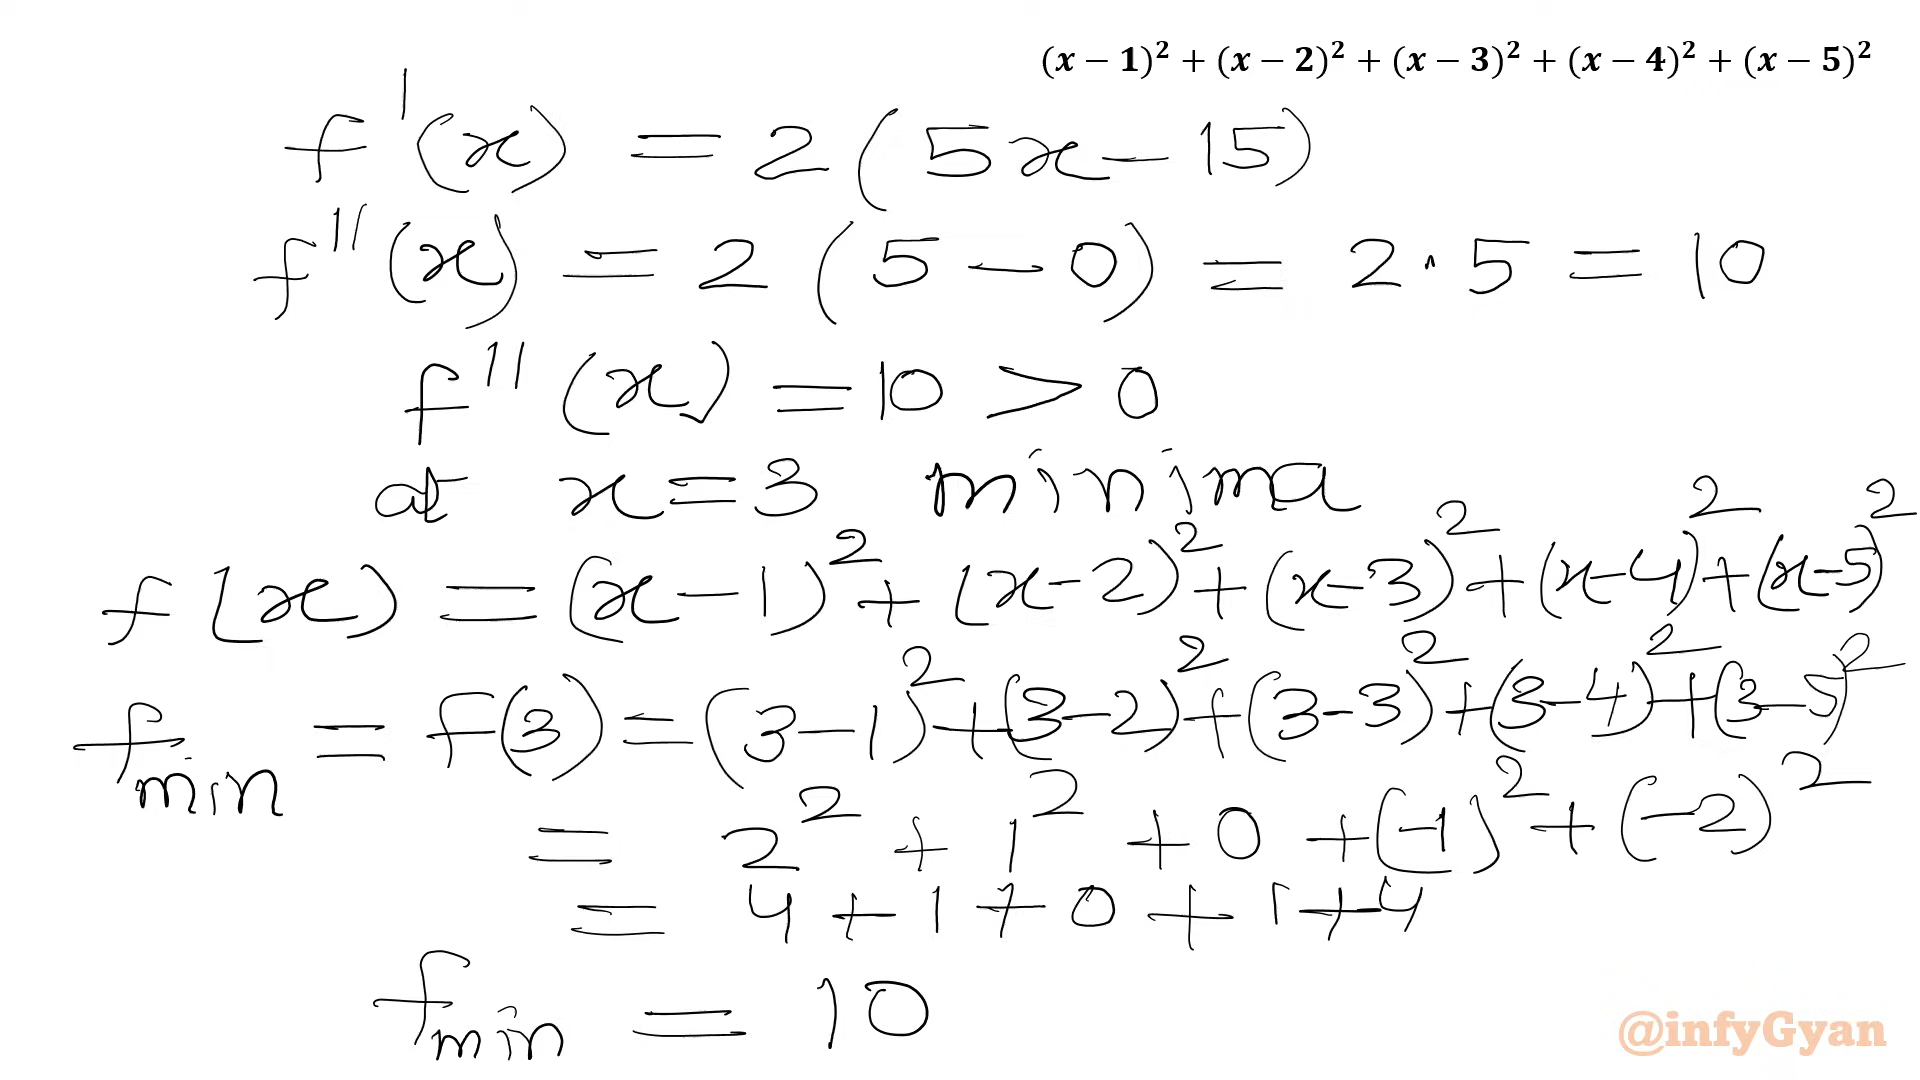 (x − 1)² + (x − 2)² + (x − 3)² + (x − 4)² + (x − 5)²
f'(x) = 2(5x − 15)
f''(x) = 2(5 − 0) = 2·5 = 10
f''(x) = 10 > 0
at x = 3 minima
f(x) = (x−1)² + (x−2)² + (x−3)² + (x−4)² + (x−5)²
fmin = f(3) = (3−1)² + (3−2)² + (3−3)² + (3−4)² + (3−5)²
= 2² + 1² + 0 + (−1)² + (−2)²
= 4 + 1 + 0 + 1 + 4
fmin = 10
@infyGyan